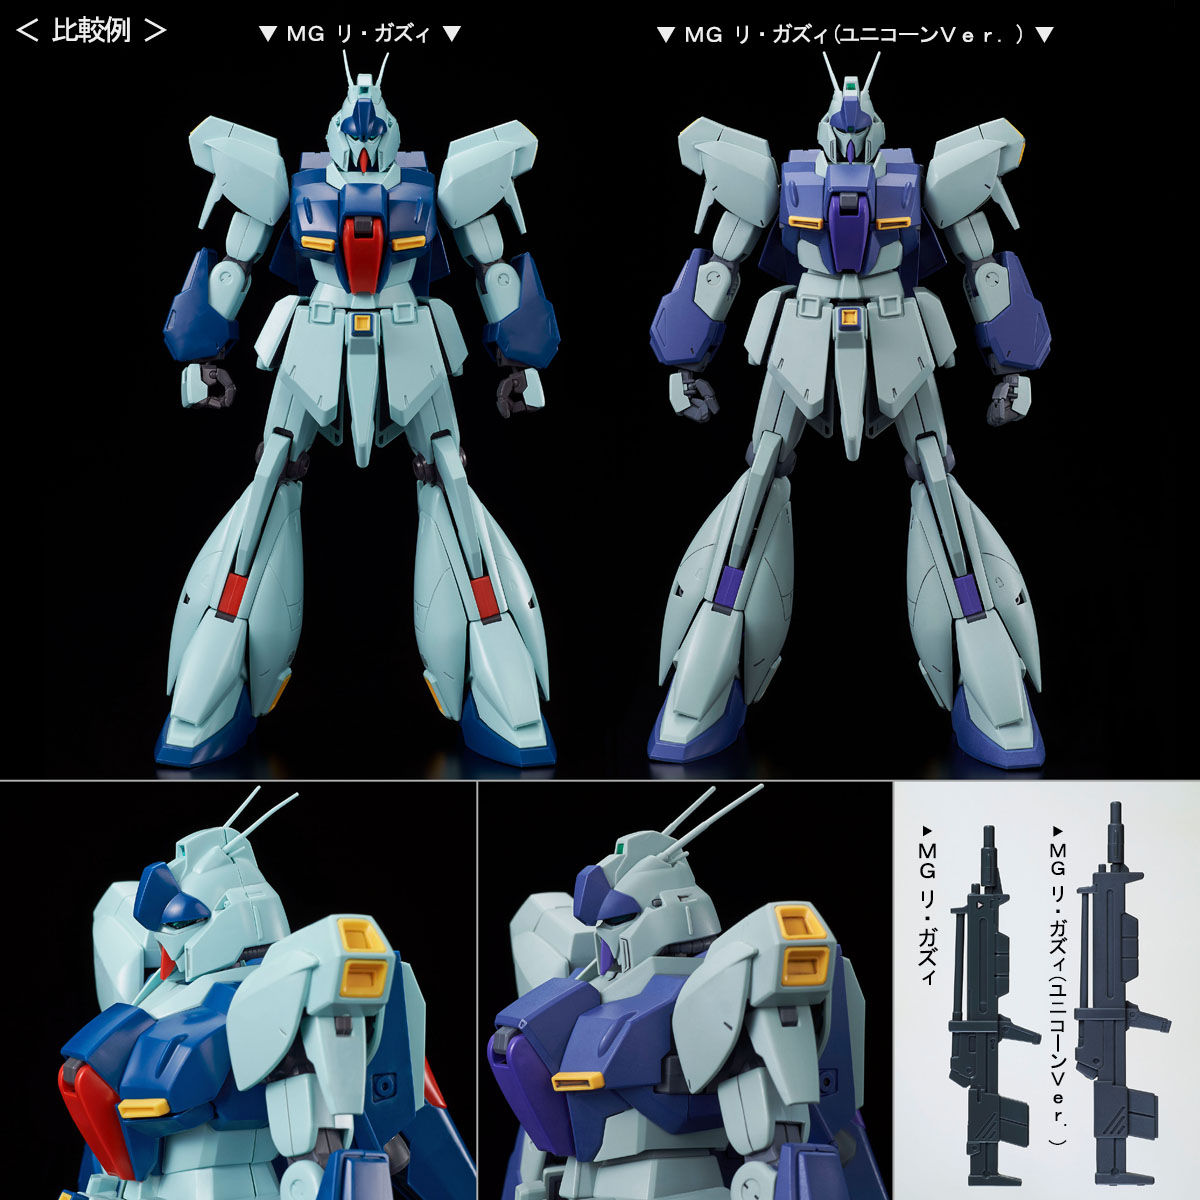 ＜ 比較例 ＞
▼ MG リ・ガズィ ▼
▼ MG リ・ガズィ(ユニコーンＶｅｒ．) ▼
▶MG リ・ガズィ
▶MG リ・ガズィ(ユニコーンＶｅｒ．)